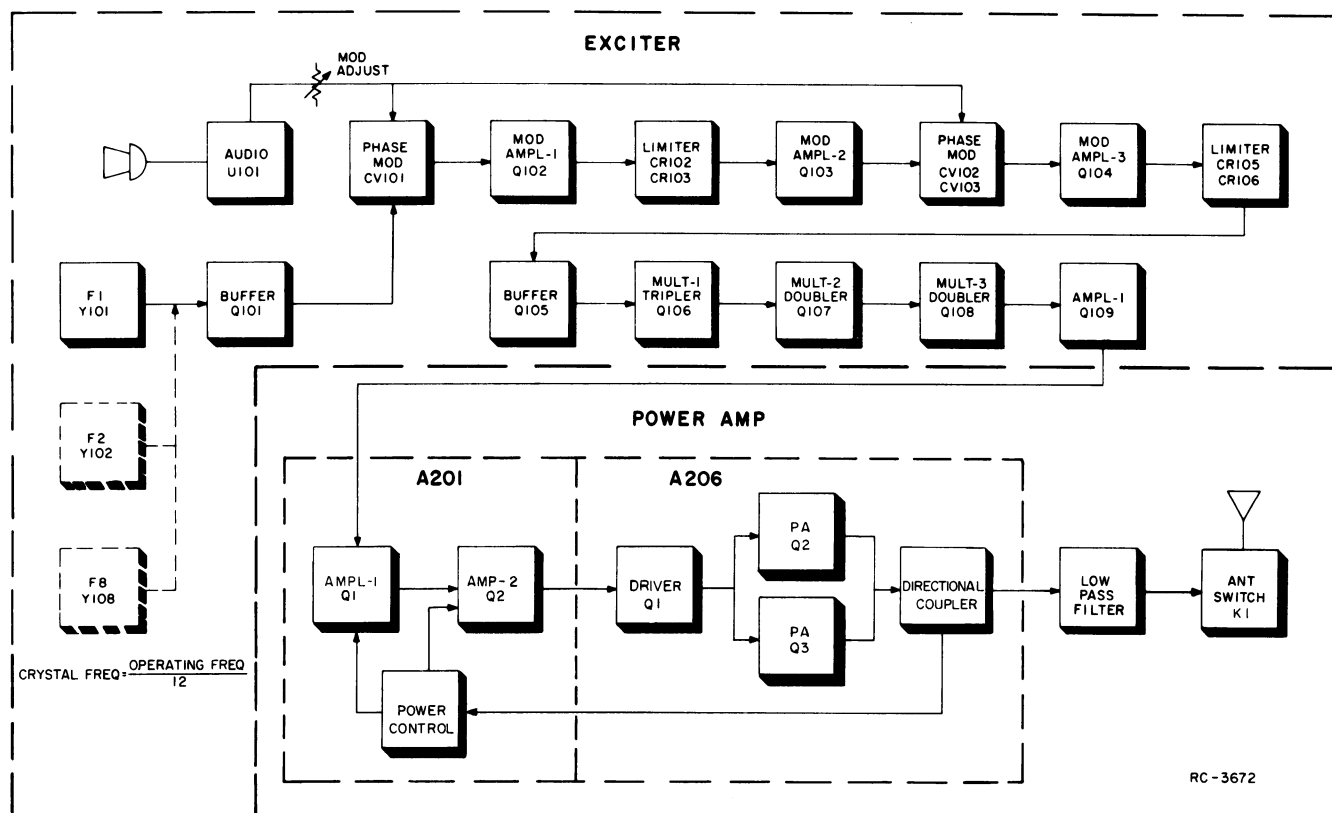 EXCITER
MOD
ADJUST
AUDIO
U101
PHASE
MOD
CV101
MOD
AMPL-1
Q102
LIMITER
CR102
CR103
MOD
AMPL-2
Q103
PHASE
MOD
CV102
CV103
MOD
AMPL-3
Q104
LIMITER
CR105
CR106
F1
Y101
BUFFER
Q101
BUFFER
Q105
MULT-1
TRIPLER
Q106
MULT-2
DOUBLER
Q107
MULT-3
DOUBLER
Q108
AMPL-1
Q109
F2
Y102
F8
Y108
CRYSTAL FREQ=OPERATING FREQ
12
POWER AMP
A201
A206
AMPL-1
Q1
AMP-2
Q2
POWER
CONTROL
DRIVER
Q1
PA
Q2
PA
Q3
DIRECTIONAL
COUPLER
LOW
PASS
FILTER
ANT
SWITCH
K1
RC-3672